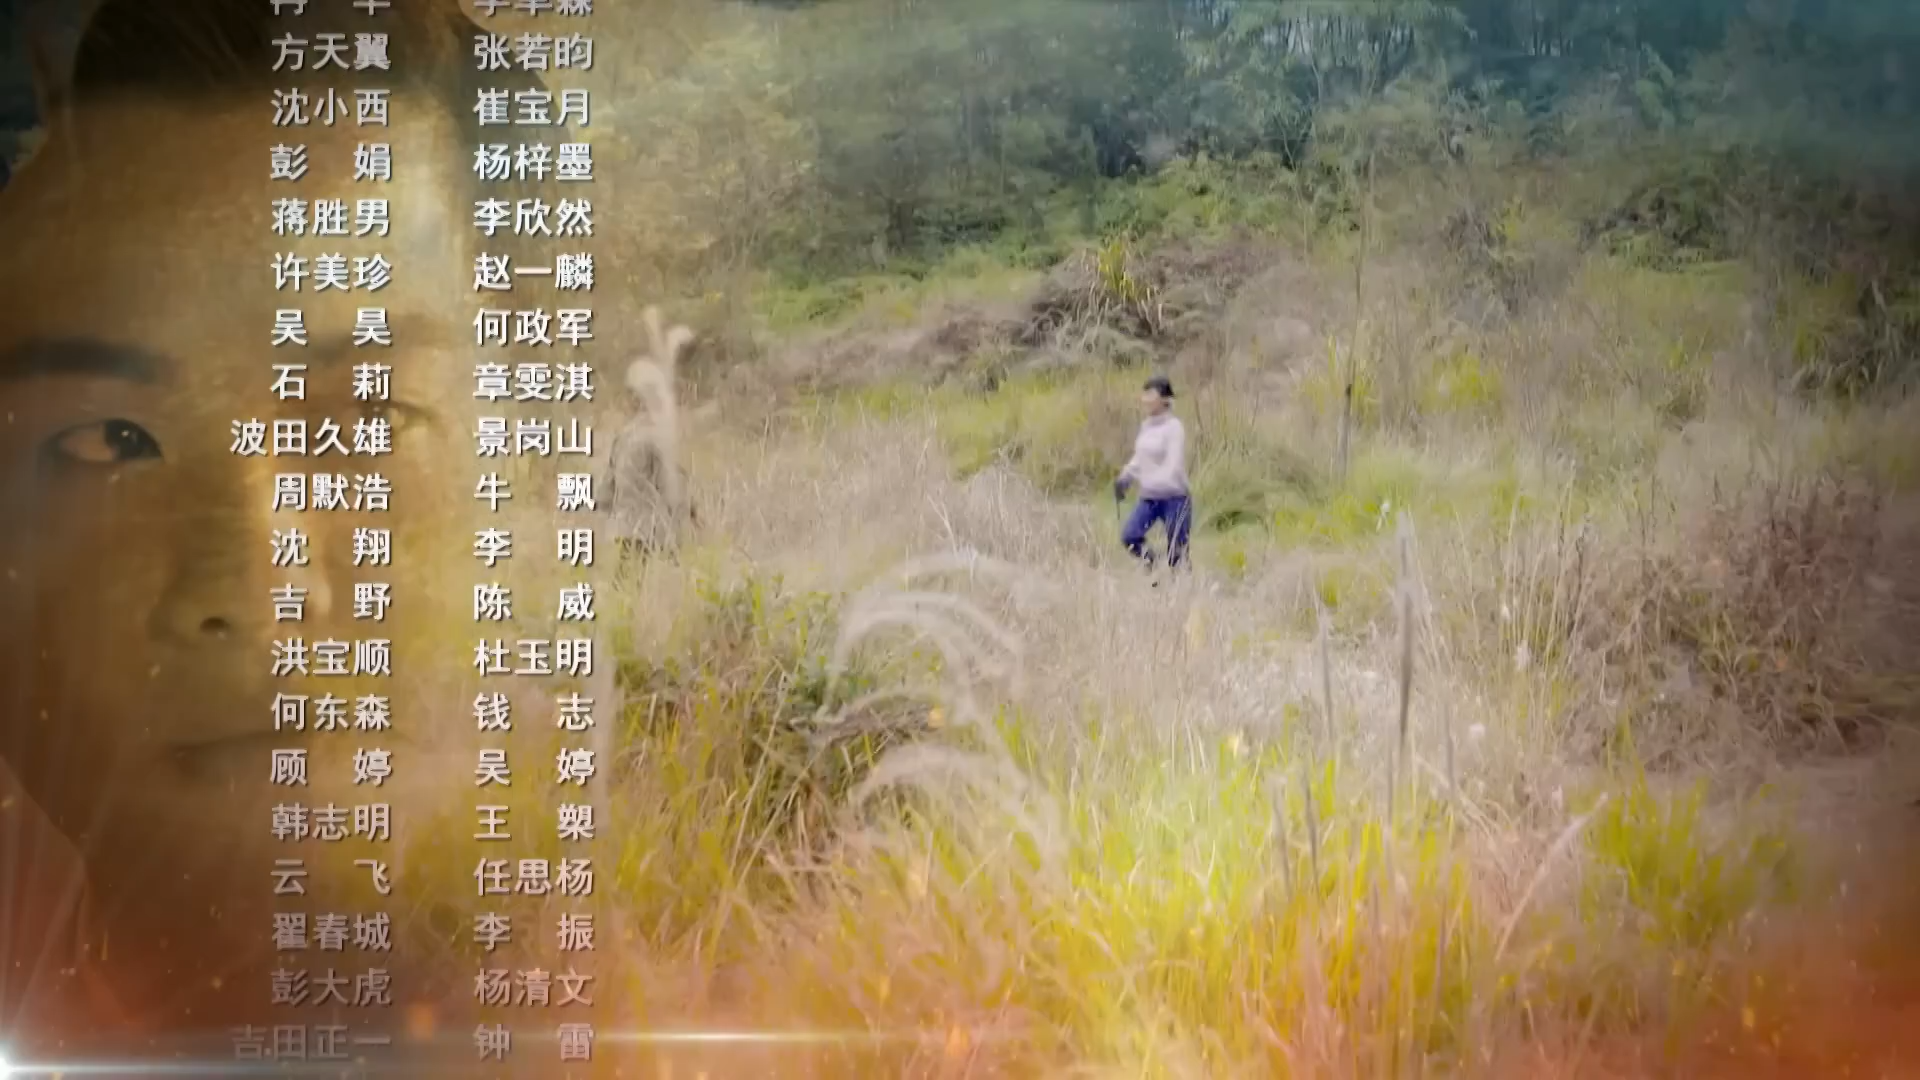 方天翼 张若昀
沈小西 崔宝月
彭 娟 杨梓墨
蒋胜男 李欣然
许美珍 赵一麟
吴 昊 何政军
石 莉 章雯淇
波田久雄 景岗山
周默浩 牛 飘
沈 翔 李 明
吉 野 陈 威
洪宝顺 杜玉明
何东森 钱 志
顾 婷 吴 婷
韩志明 王 槊
云 飞 任思杨
翟春城 李 振
彭大虎 杨清文
吉田正一 钟 雷